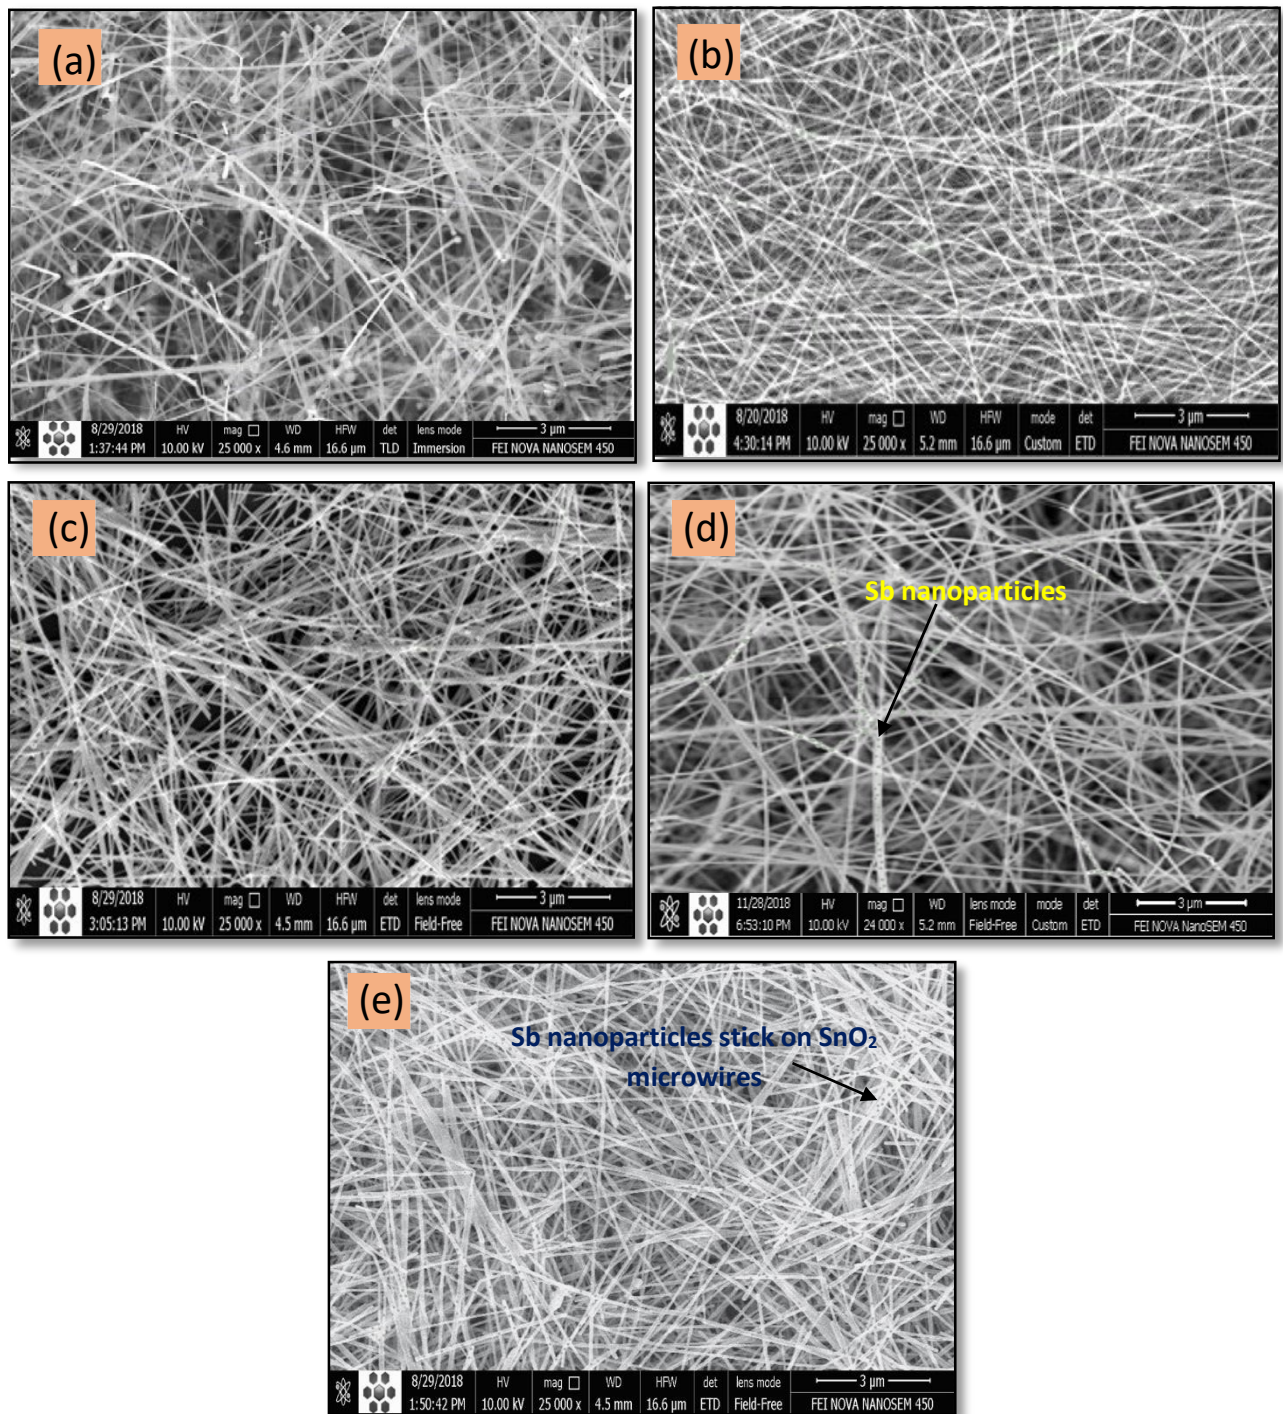 (a)
8/29/2018 HV mag WD HFW det lens mode 3 µm
1:37:44 PM 10.00 kV 25 000 x 4.6 mm 16.6 µm TLD Immersion FEI NOVA NANOSEM 450
(b)
8/20/2018 HV mag WD HFW mode det 3 µm
4:30:14 PM 10.00 kV 25 000 x 5.2 mm 16.6 µm Custom ETD FEI NOVA NANOSEM 450
(c)
8/29/2018 HV mag WD HFW det lens mode 3 µm
3:05:13 PM 10.00 kV 25 000 x 4.5 mm 16.6 µm ETD Field-Free FEI NOVA NANOSEM 450
(d)
Sb nanoparticles
11/28/2018 HV mag WD lens mode mode det 3 µm
6:53:10 PM 10.00 kV 24 000 x 5.2 mm Field-Free Custom ETD FEI NOVA NanoSEM 450
(e)
Sb nanoparticles stick on SnO₂
microwires
8/29/2018 HV mag WD HFW det lens mode 3 µm
1:50:42 PM 10.00 kV 25 000 x 4.5 mm 16.6 µm ETD Field-Free FEI NOVA NANOSEM 450